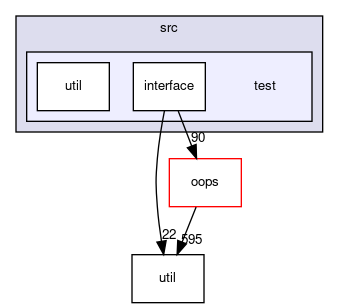 src
util interface test
90
oops
22 595
util